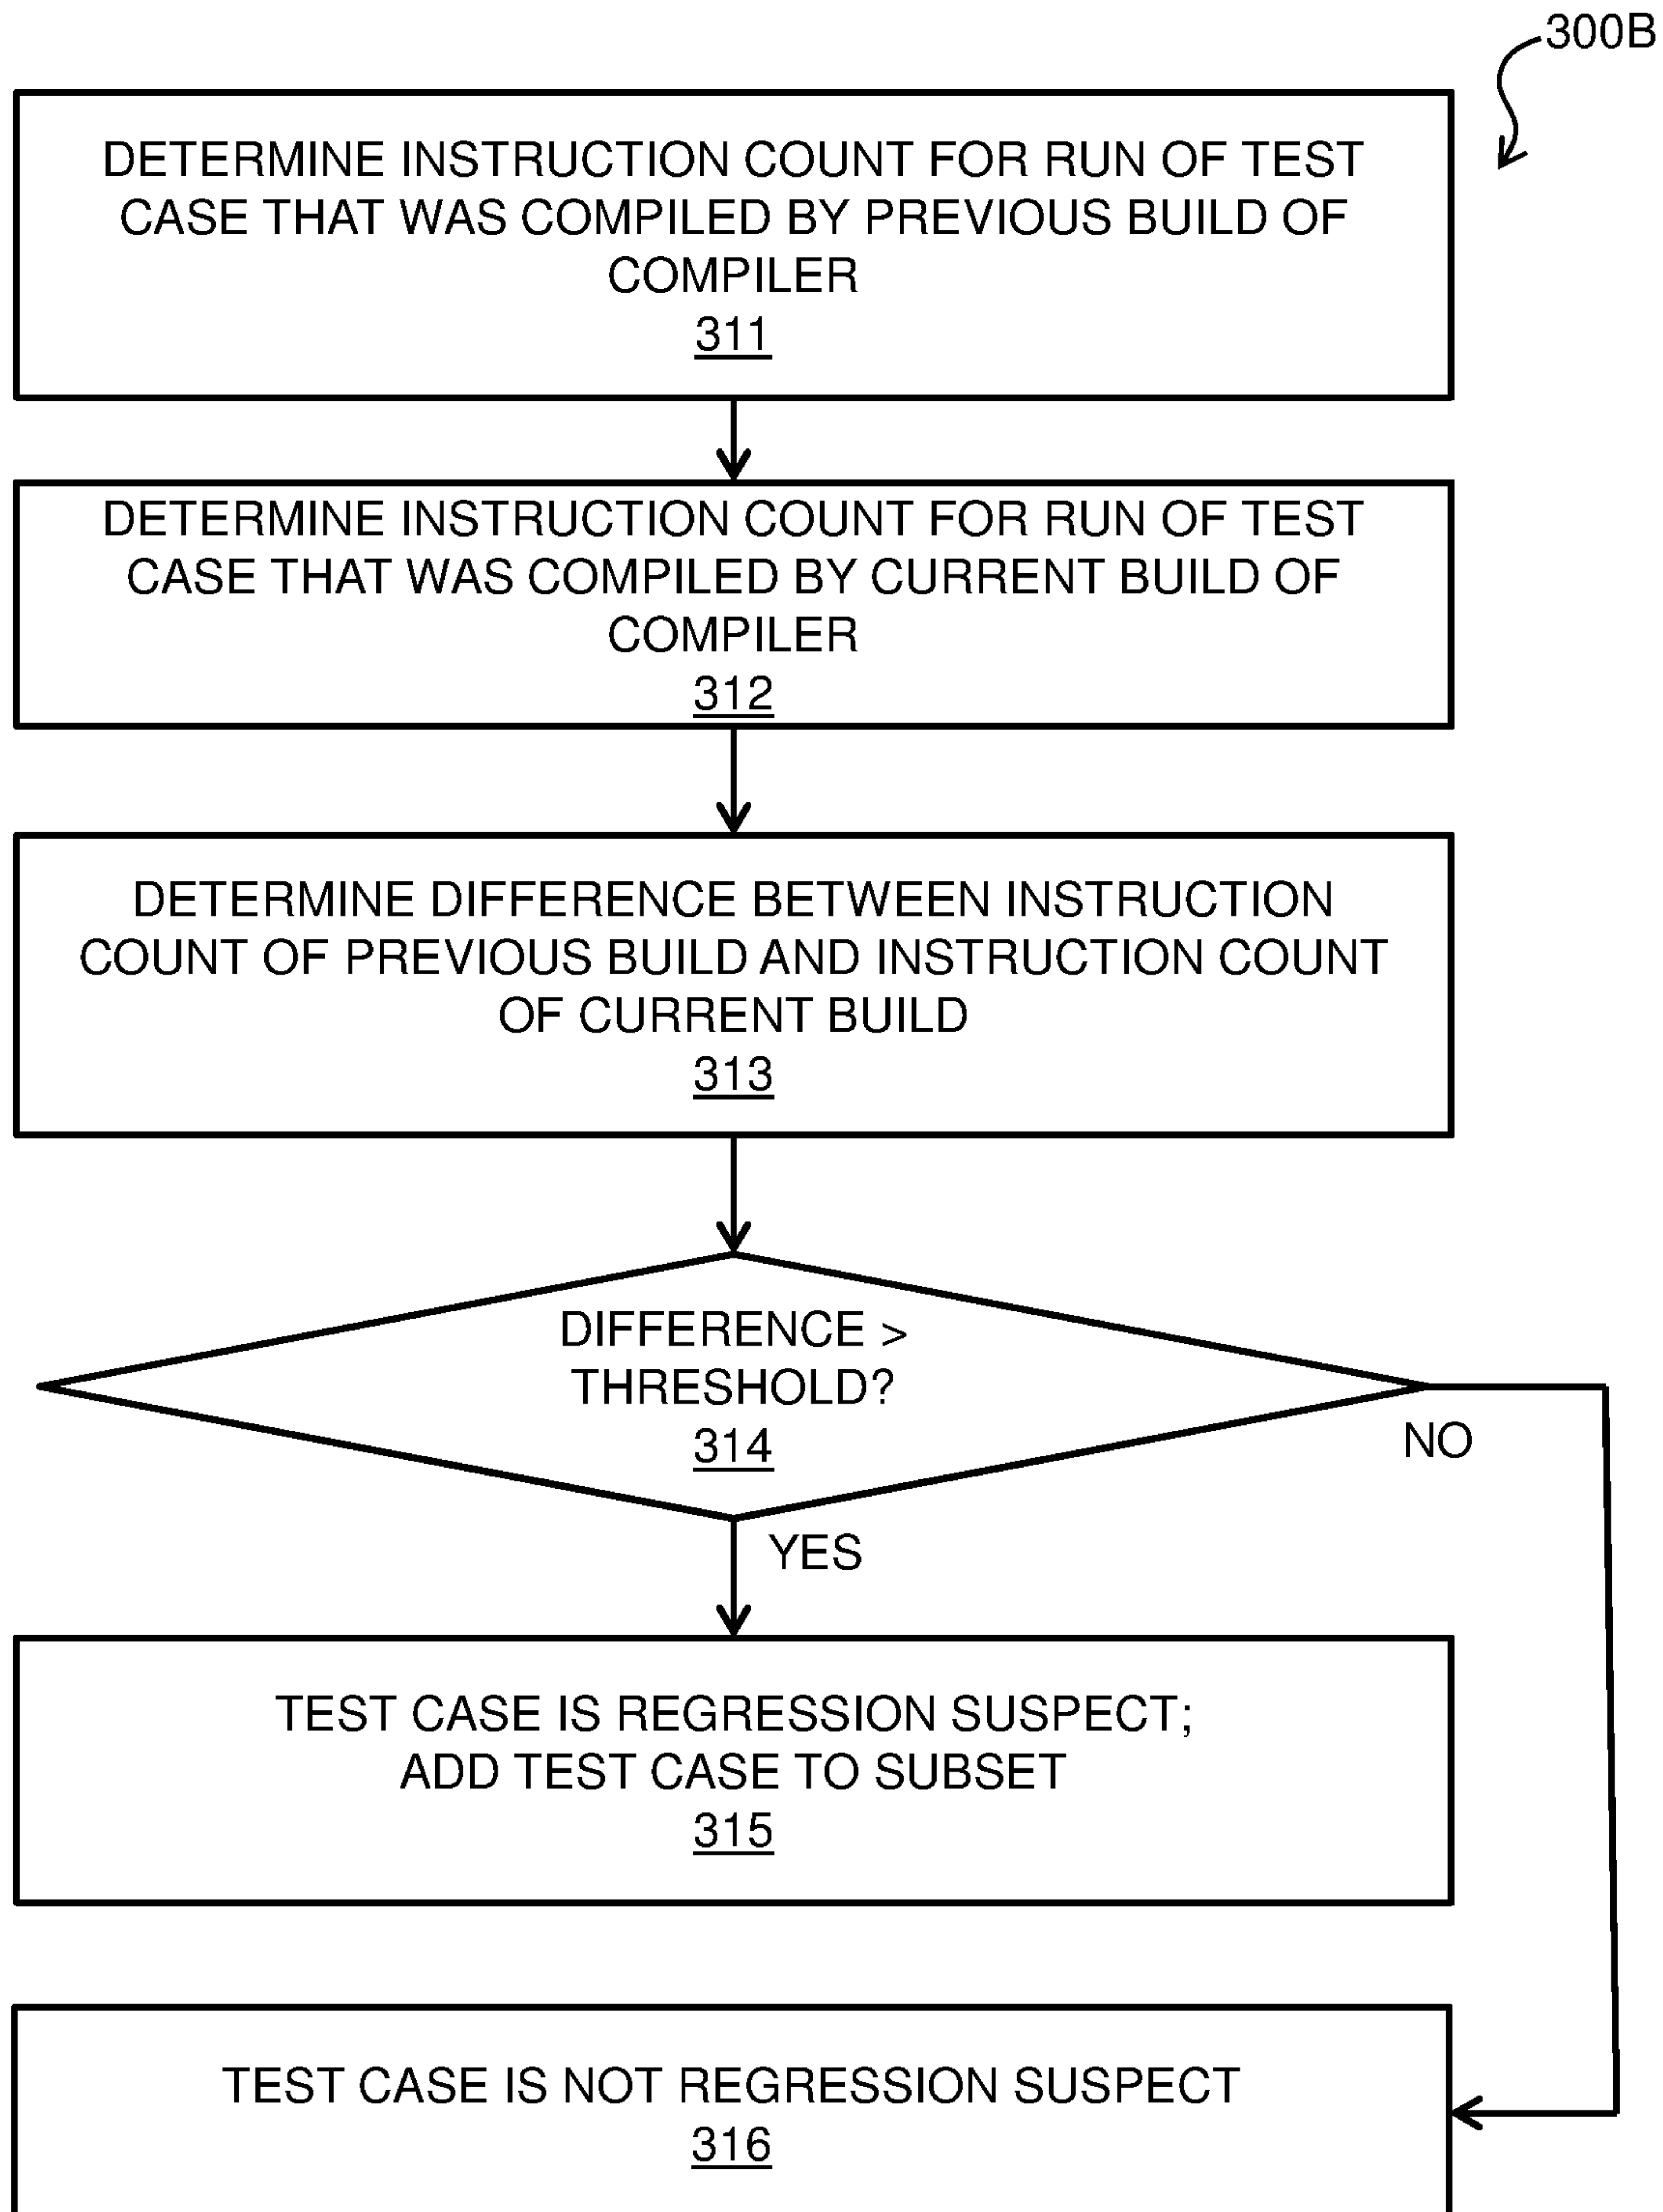 300B
DETERMINE INSTRUCTION COUNT FOR RUN OF TEST
CASE THAT WAS COMPILED BY PREVIOUS BUILD OF
COMPILER
311
DETERMINE INSTRUCTION COUNT FOR RUN OF TEST
CASE THAT WAS COMPILED BY CURRENT BUILD OF
COMPILER
312
DETERMINE DIFFERENCE BETWEEN INSTRUCTION
COUNT OF PREVIOUS BUILD AND INSTRUCTION COUNT
OF CURRENT BUILD
313
DIFFERENCE >
THRESHOLD?
314
NO
YES
TEST CASE IS REGRESSION SUSPECT;
ADD TEST CASE TO SUBSET
315
TEST CASE IS NOT REGRESSION SUSPECT
316